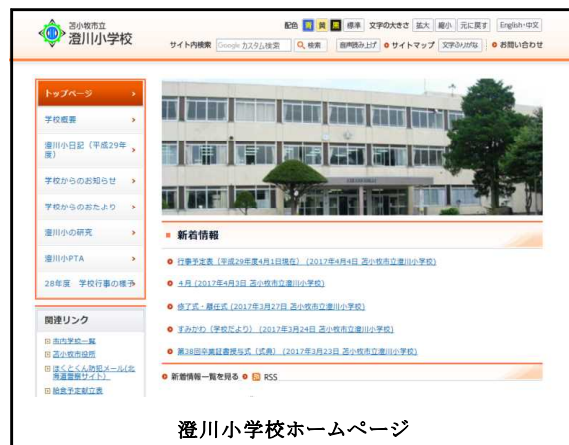 苫小牧市立
澄川小学校
配色 青 黄 黒 標準 文字の大きさ 拡大 縮小 元に戻す English・中文
サイト内検索 Google カスタム検索 検索 音声読み上げ サイトマップ 文字ふりがな お問い合わせ
トップページ
学校概要
澄川小日記（平成29年
度）
学校からのお知らせ
学校からのおたより
澄川小の研究
澄川小PTA
28年度 学校行事の様子
関連リンク
市内学校一覧
苫小牧市役所
ほくとくん防犯メール(北
海道警察サイト）
給食予定献立表
新着情報
行事予定表（平成29年度4月1日現在）（2017年4月4日 苫小牧市立澄川小学校）
４月（2017年4月3日 苫小牧市立澄川小学校）
修了式・離任式（2017年3月27日 苫小牧市立澄川小学校）
すみかわ（学校だより）（2017年3月24日 苫小牧市立澄川小学校）
第38回卒業証書授与式（式典）（2017年3月23日 苫小牧市立澄川小学校）
新着情報一覧を見る RSS
澄川小学校ホームページ